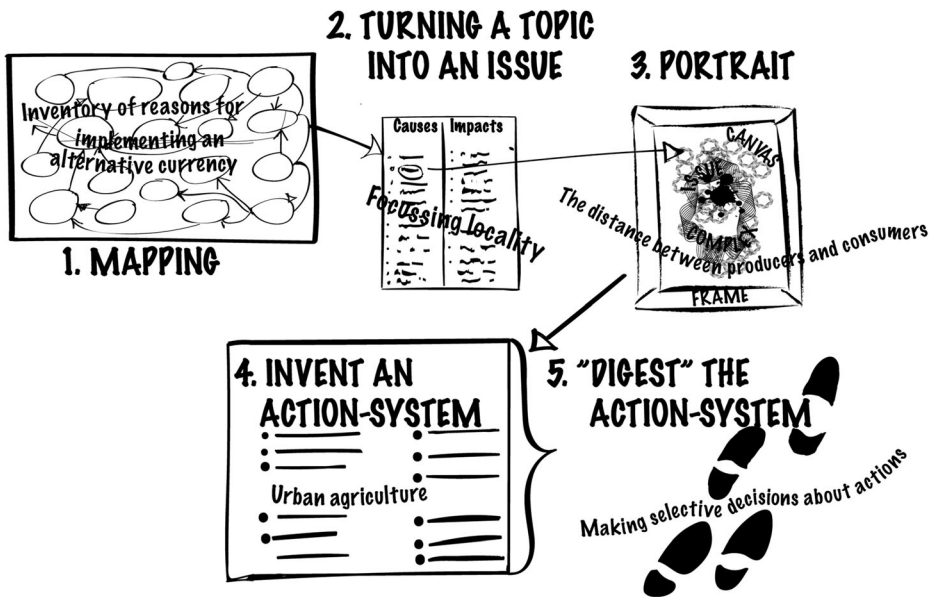 2. TURNING A TOPIC
INTO AN ISSUE
3. PORTRAIT
Inventory of reasons for
implementing an
alternative currency
1. MAPPING
Causes
Impacts
Focussing locality
CANVAS
ISSUE
COMPLEX
FRAME
The distance between producers and consumers
4. INVENT AN
ACTION-SYSTEM
Urban agriculture
5. "DIGEST" THE
ACTION-SYSTEM
Making selective decisions about actions